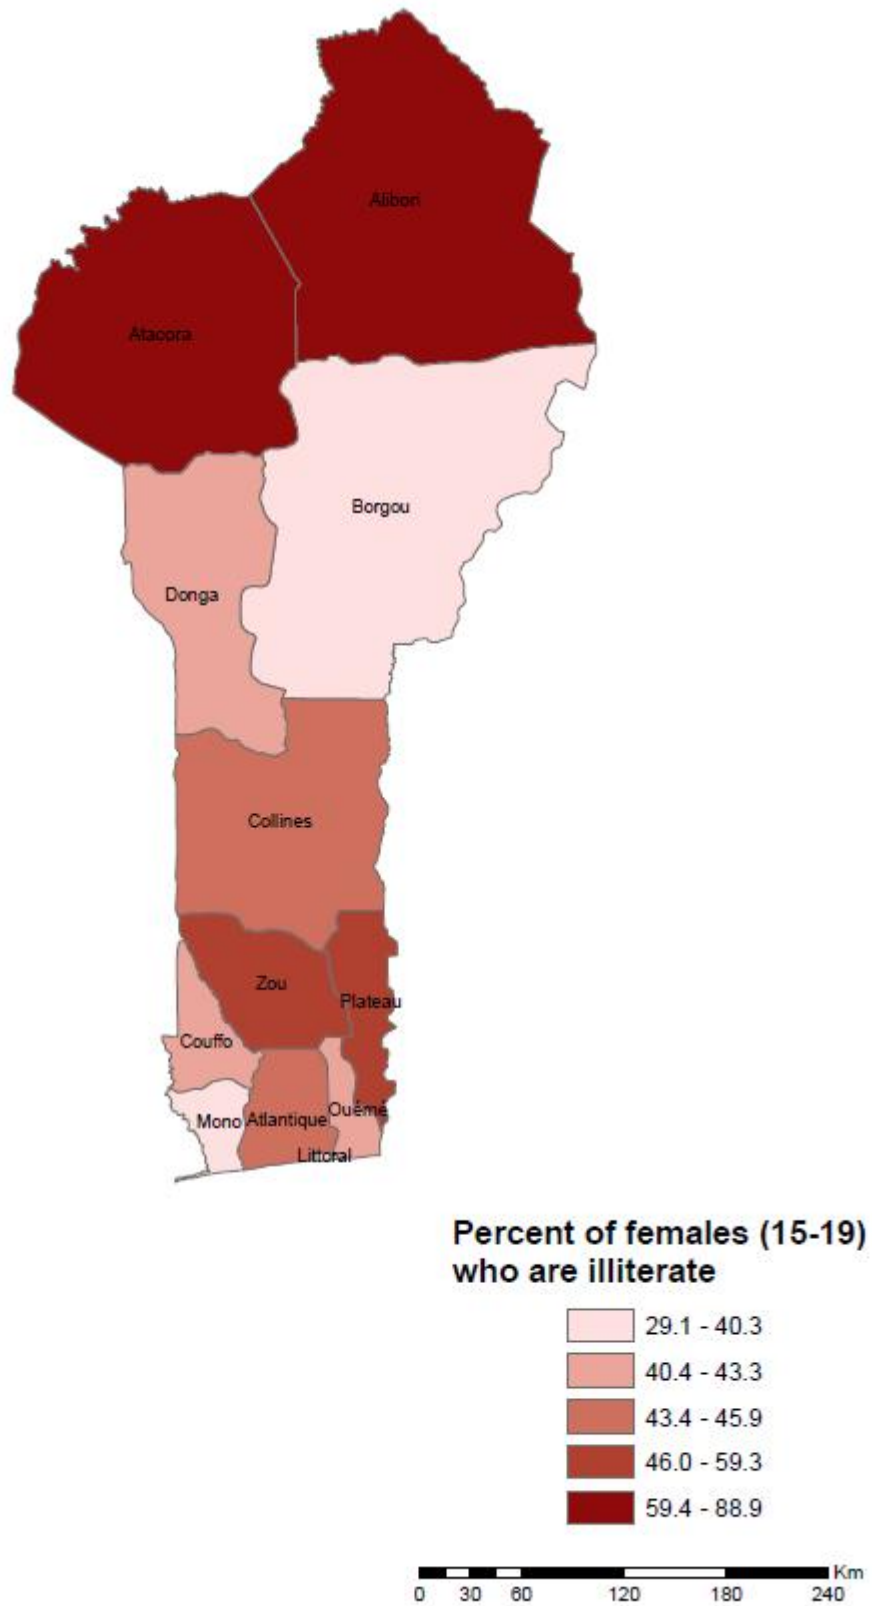 Alibori
Atacora
Borgou
Donga
Collines
Zou
Plateau
Couffo
Ouémé
Mono
Atlantique
Littoral
Percent of females (15-19)
who are illiterate
29.1 - 40.3
40.4 - 43.3
43.4 - 45.9
46.0 - 59.3
59.4 - 88.9
Km
0 30 60 120 180 240